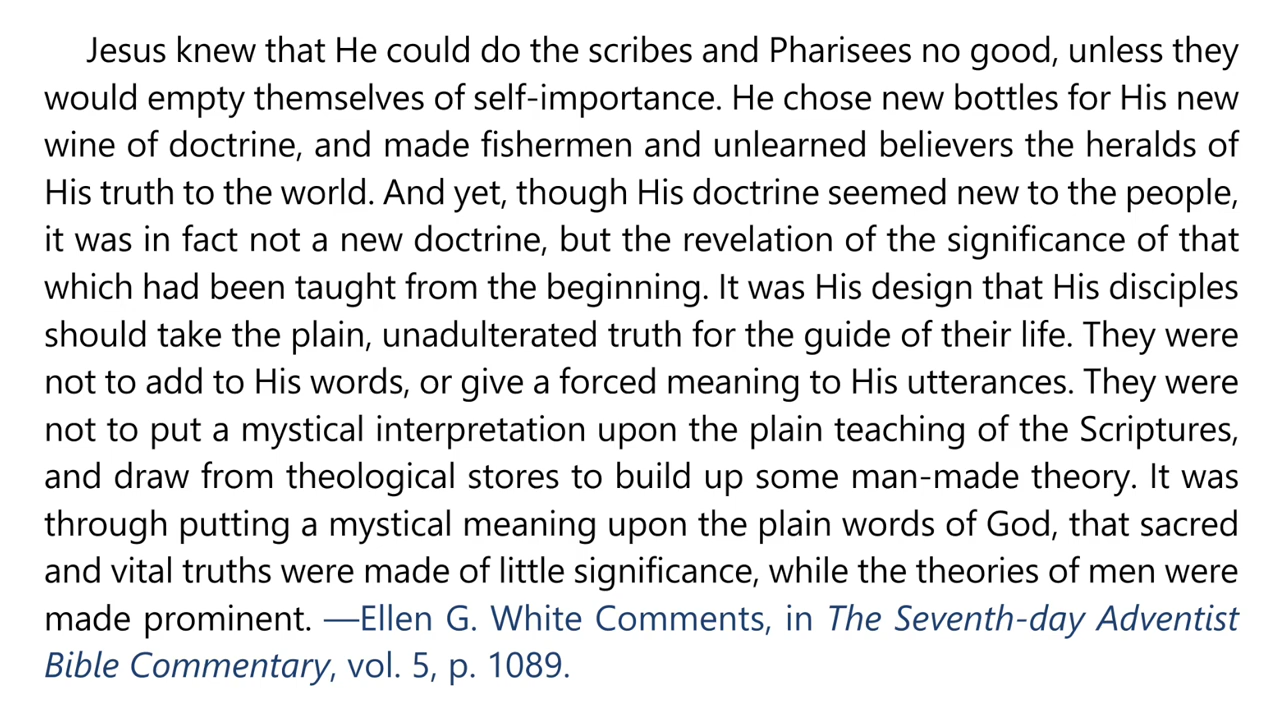 Jesus knew that He could do the scribes and Pharisees no good, unless they
would empty themselves of self-importance. He chose new bottles for His new
wine of doctrine, and made fishermen and unlearned believers the heralds of
His truth to the world. And yet, though His doctrine seemed new to the people,
it was in fact not a new doctrine, but the revelation of the significance of that
which had been taught from the beginning. It was His design that His disciples
should take the plain, unadulterated truth for the guide of their life. They were
not to add to His words, or give a forced meaning to His utterances. They were
not to put a mystical interpretation upon the plain teaching of the Scriptures,
and draw from theological stores to build up some man-made theory. It was
through putting a mystical meaning upon the plain words of God, that sacred
and vital truths were made of little significance, while the theories of men were
made prominent. —Ellen G. White Comments, in The Seventh-day Adventist
Bible Commentary, vol. 5, p. 1089.